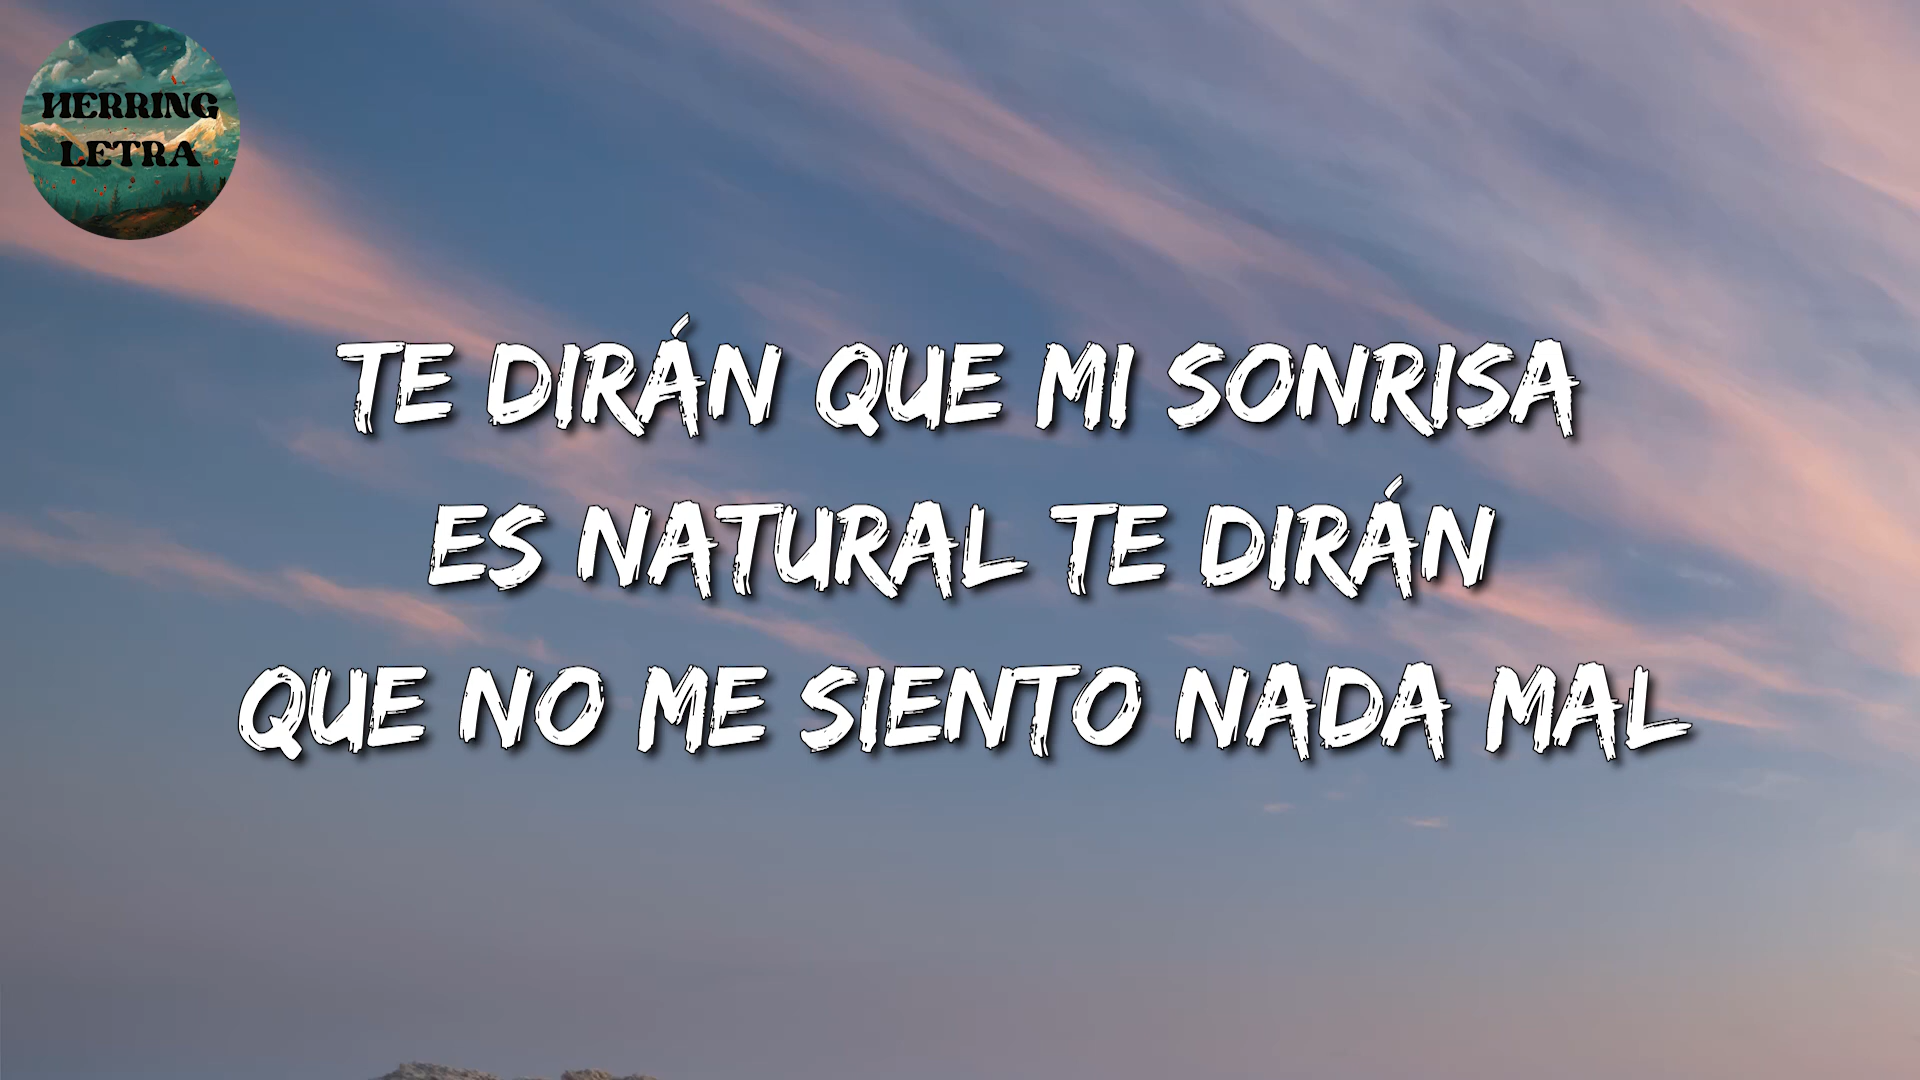 HERRING
LETRA
TE DIRÁN QUE MI SONRISA
ES NATURAL TE DIRÁN
QUE NO ME SIENTO NADA MAL